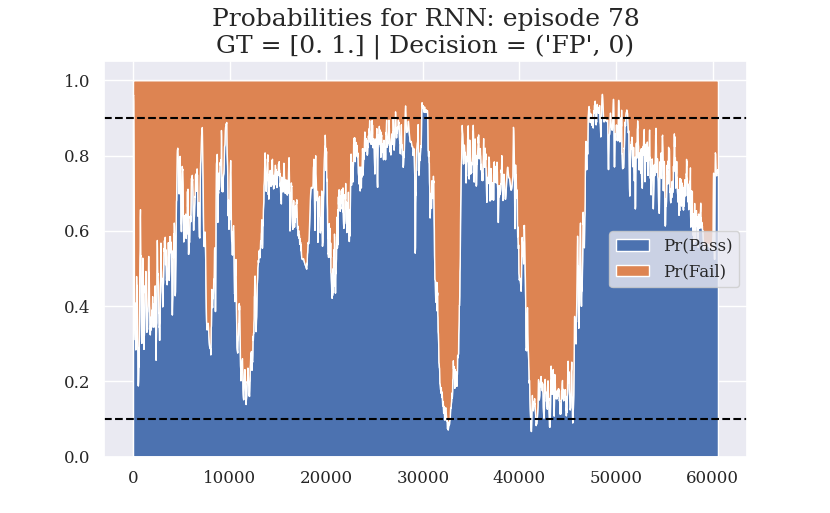 Probabilities for RNN: episode 78
GT = [0. 1.] | Decision = ('FP', 0)
1.0
0.8
0.6
0.4
0.2
0.0
Pr(Pass)
Pr(Fail)
0 10000 20000 30000 40000 50000 60000